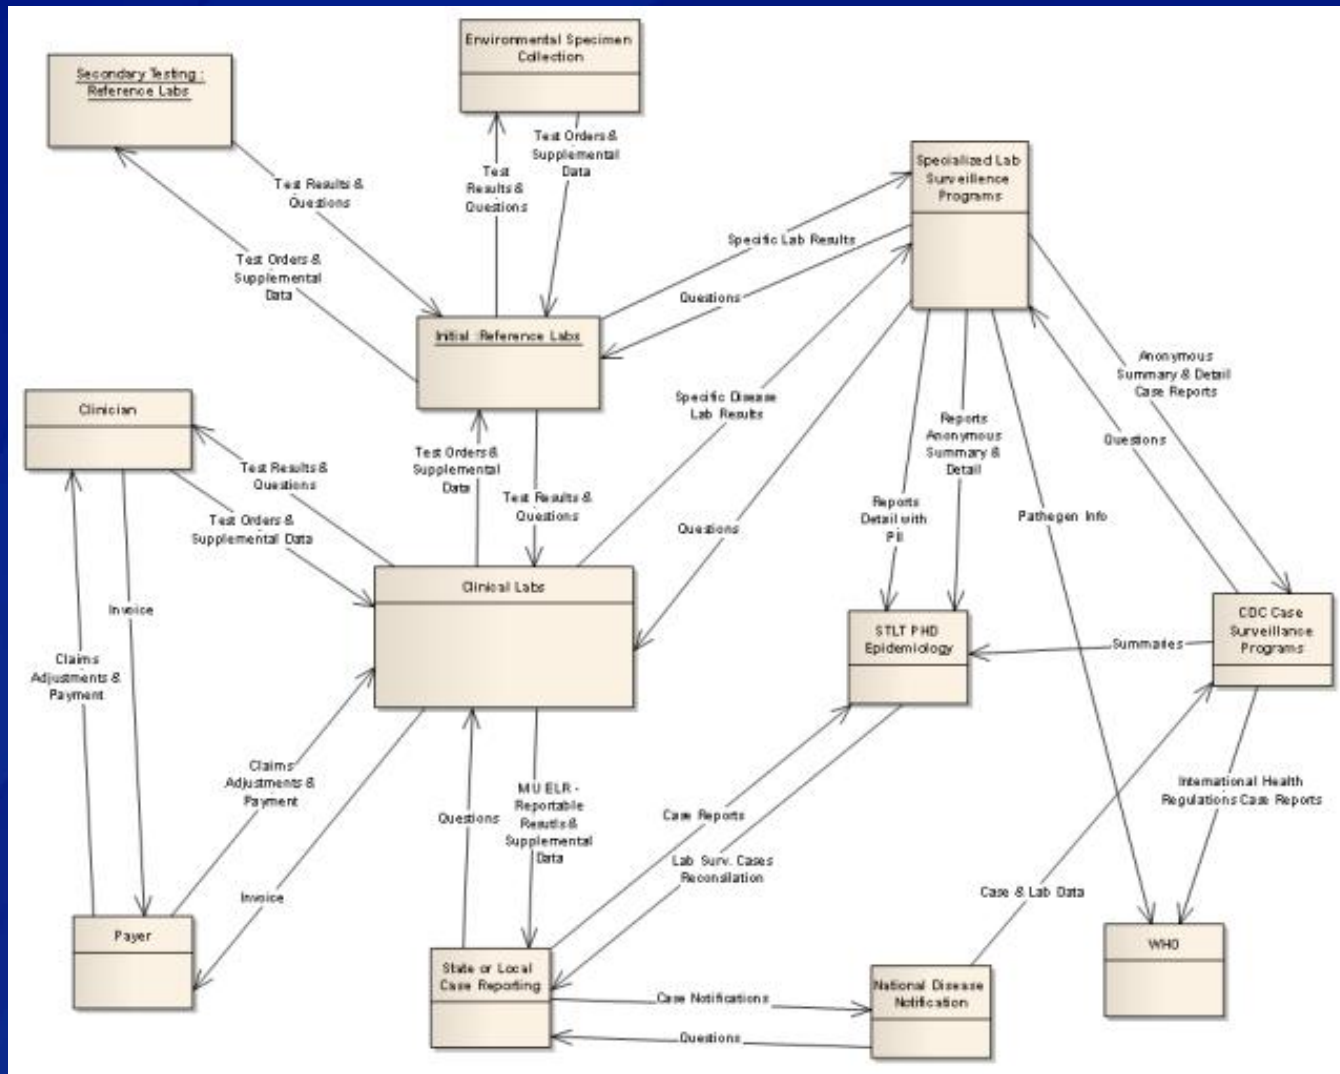 Environmental Specimen
Collection
Secondary Testing :
Reference Labs
Test Orders &
Supplemental
Data
Test
Results &
Questions
Specialized Lab
Surveillence
Programs
Test Results &
Questions
Specific Lab Results
Test Orders &
Supplemental
Data
Questions
Initial :Reference Labs
Anonymous
Summary & Detail
Case Reports
Clinician
Specific Disease
Lab Results
Reports
Anonymous
Summary &
Detail
Questions
Test Results &
Questions
Test Orders &
Supplemental
Data
Test Results &
Questions
Reports
Detail with
PII
Pathegen Info
Test Orders &
Supplemental Data
Questions
Clinical Labs
Invoice
STLT PHD
Epidemiology
CDC Case
Surveillance
Programs
Summaries
Claims
Adjustments &
Payment
Claims
Adjustments &
Payment
MU ELR -
Reportable
Resutls &
Supplemental
Data
International Health
Regulations Case Reports
Questions
Case Reports
Lab Surv. Cases
Reconsilation
Invoice
Case & Lab Data
Payer
State or Local
Case Reporting
WHO
National Disease
Notification
Case Notifications
Questions